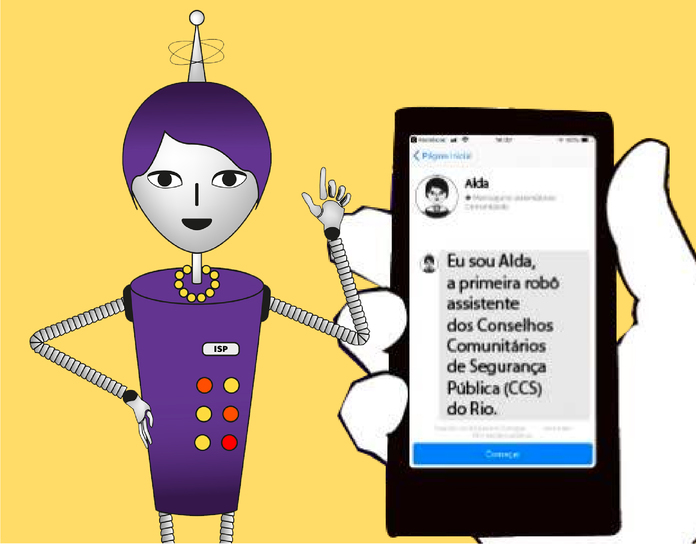 Página Inicial
Alda
Eu sou Alda,
a primeira robô
assistente
dos Conselhos
Comunitários
de Segurança
Pública (CCS)
do Rio.
Começar
ISP